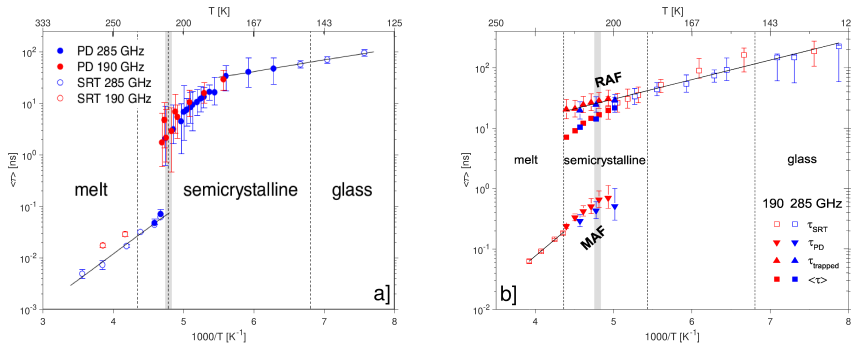 T [K]
333 250 200 167 143 125
PD 285 GHz
PD 190 GHz
SRT 285 GHz
SRT 190 GHz
10² 10¹ 10⁰ 10⁻¹ 10⁻² 10⁻³
<τ> [ns]
melt semicrystalline glass
a]
3 4 5 6 7 8
1000/T [K⁻¹]
T [K]
250 200 167 143 12
10² 10¹ 10⁰ 10⁻¹ 10⁻²
<τ> [ns]
RAF
melt semicrystalline glass
MAF
190 285 GHz
τSRT
τPD
τtrapped
<τ>
b]
4 5 6 7 8
1000/T [K⁻¹]